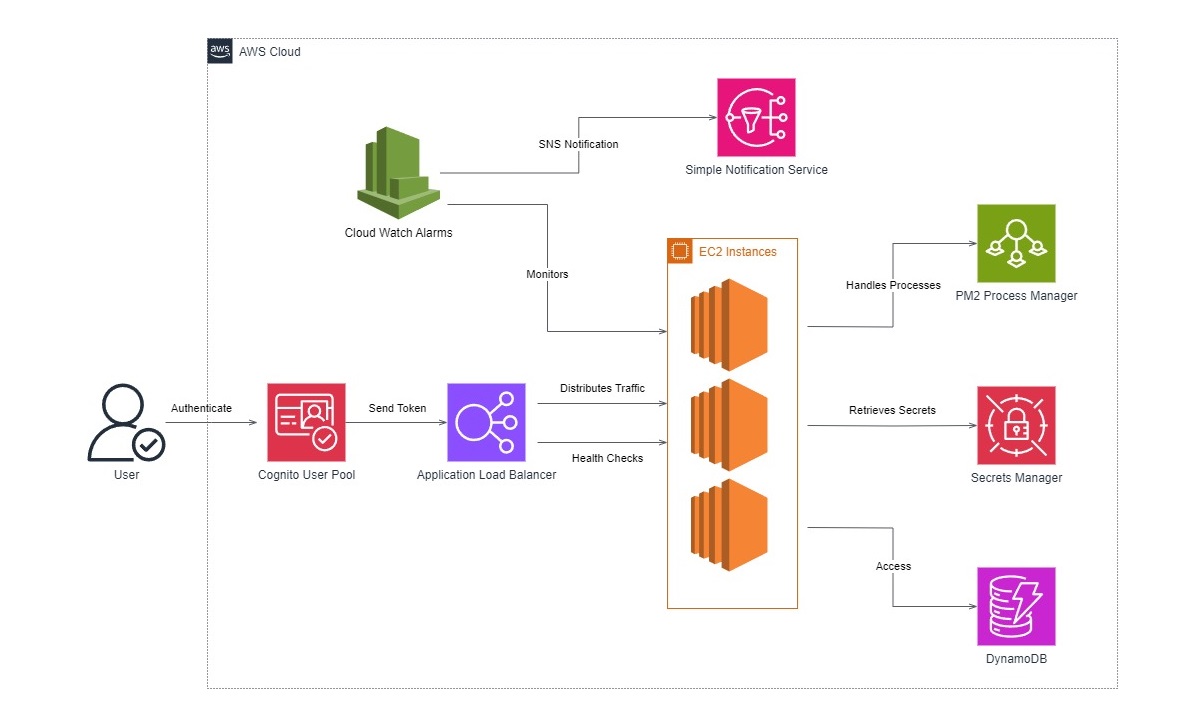 aws
AWS Cloud
SNS Notification
Simple Notification Service
Cloud Watch Alarms
Monitors
EC2 Instances
Handles Processes
PM2 Process Manager
Authenticate
Send Token
Distributes Traffic
Health Checks
Retrieves Secrets
User
Cognito User Pool
Application Load Balancer
Secrets Manager
Access
DynamoDB